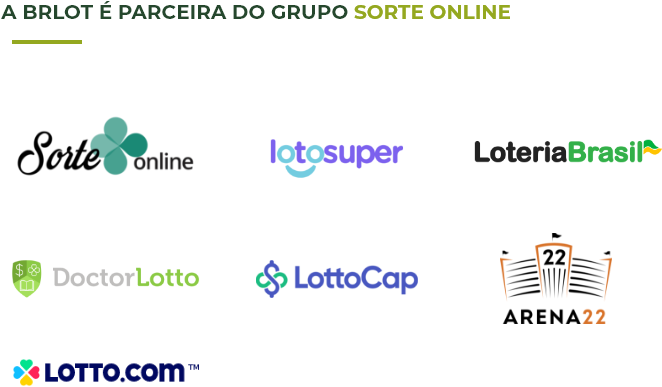 A BRLOT É PARCEIRA DO GRUPO SORTE ONLINE
Sorte online
lotosuper
LoteriaBrasil
$
DoctorLotto
LottoCap
22
ARENA22
LOTTO.COM™